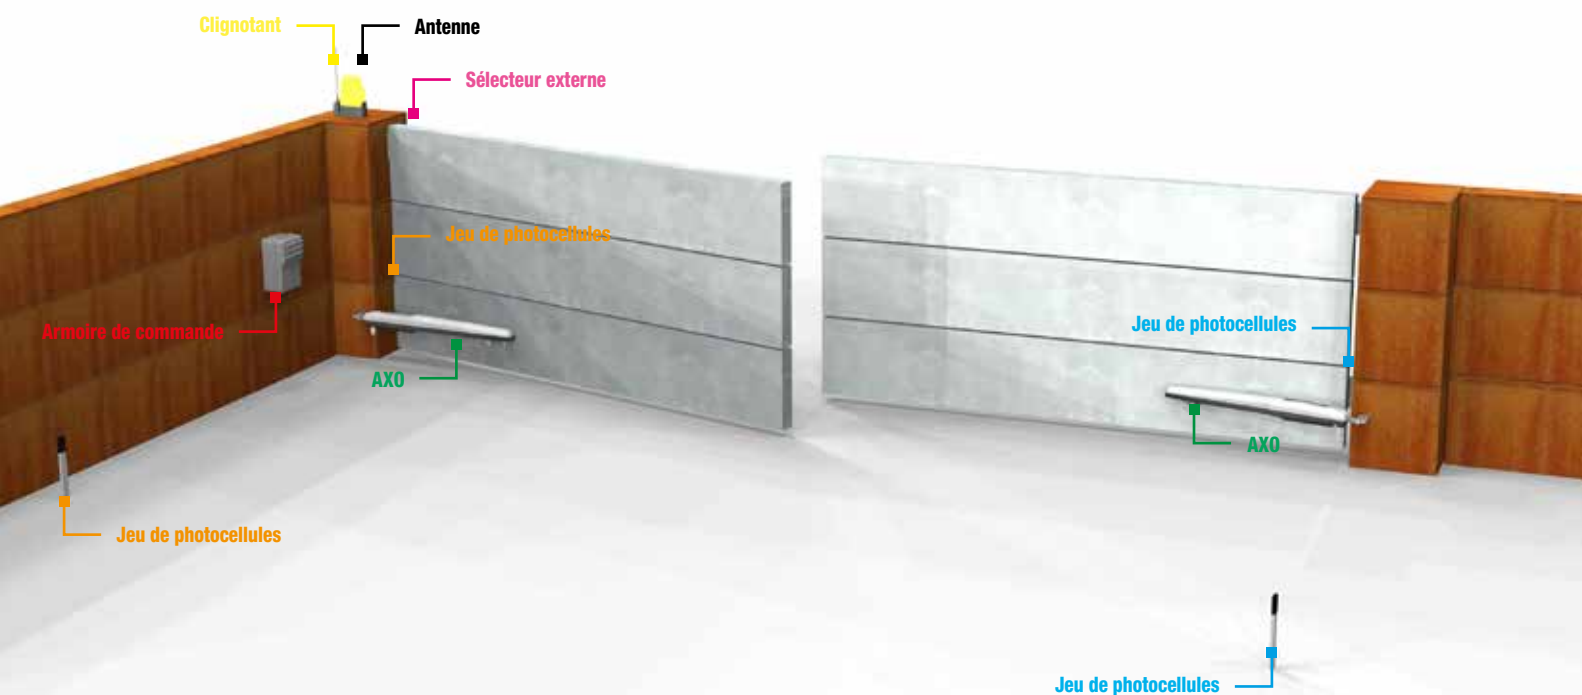 Clignotant
Antenne
Sélecteur externe
Jeu de photocellules
Armoire de commande
Jeu de photocellules
AXO
AXO
Jeu de photocellules
Jeu de photocellules